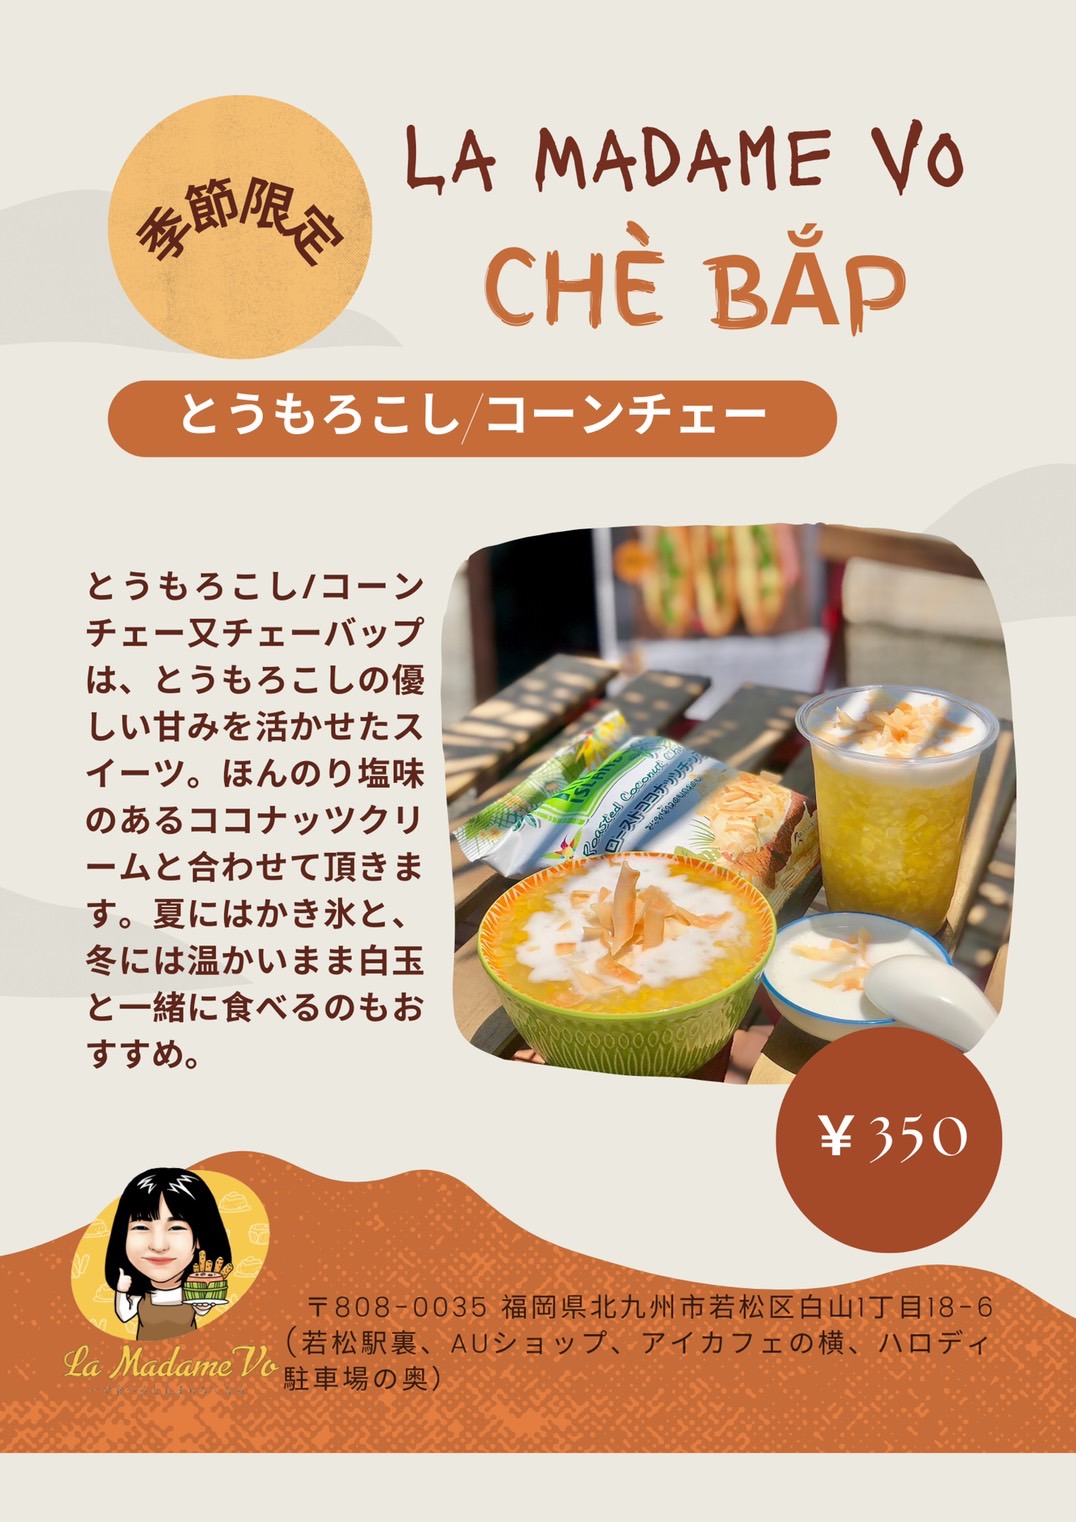 季節限定
LA MADAME VO
CHÈ BẮP
とうもろこし/コーンチェー
とうもろこし/コーン
チェー又チェーバップ
は、とうもろこしの優
しい甘みを活かせたス
イーツ。ほんのり塩味
のあるココナッツクリ
ームと合わせて頂きま
す。夏にはかき氷と、
冬には温かいまま白玉
と一緒に食べるのもお
すすめ。
Roasted Coconut
ローストココナッツチップ
¥350
〒808-0035 福岡県北九州市若松区白山1丁目18-6
(若松駅裏、AUショップ、アイカフェの横、ハロディ
駐車場の奥)
La Madame Vo